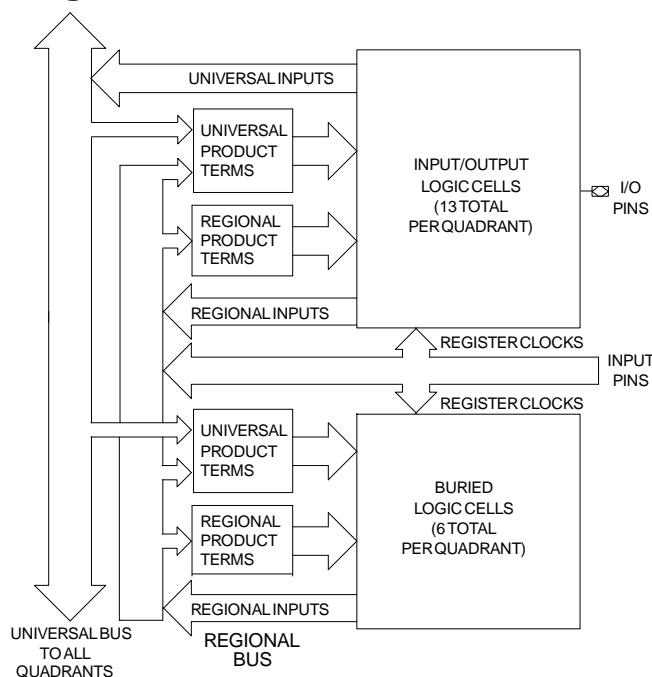 UNIVERSAL INPUTS
UNIVERSAL
PRODUCT
TERMS
INPUT/OUTPUT
LOGIC CELLS
(13 TOTAL
PER QUADRANT)
I/O
PINS
REGIONAL
PRODUCT
TERMS
REGIONAL INPUTS
REGISTER CLOCKS
INPUT
PINS
REGISTER CLOCKS
UNIVERSAL
PRODUCT
TERMS
BURIED
LOGIC CELLS
(6 TOTAL
PER QUADRANT)
REGIONAL
PRODUCT
TERMS
REGIONAL INPUTS
UNIVERSAL BUS
TO ALL
QUADRANTS
REGIONAL
BUS